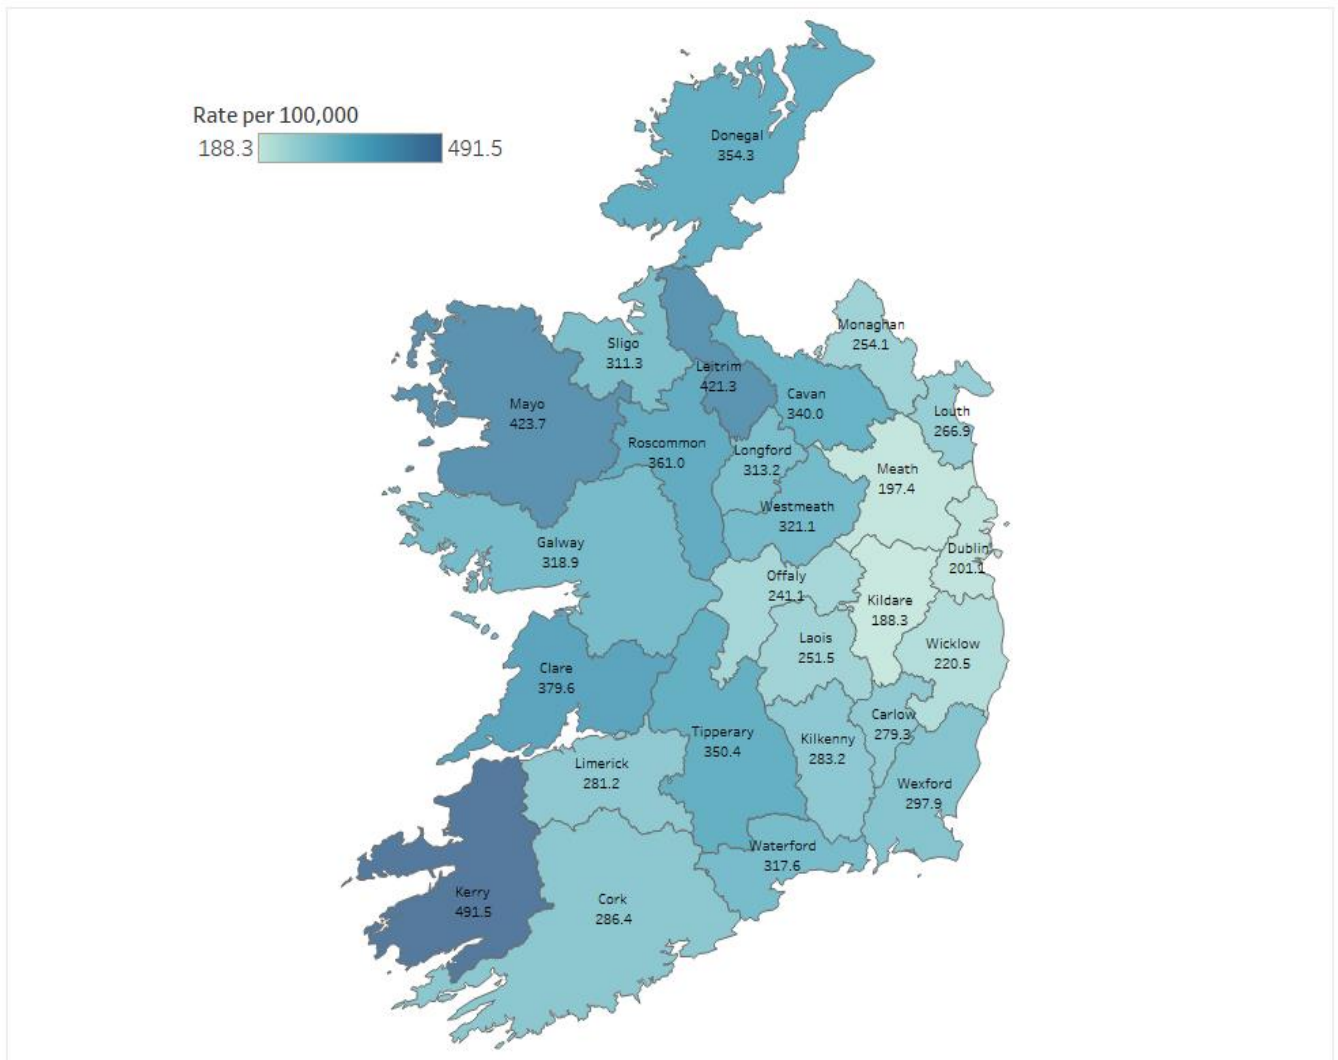 Rate per 100,000
188.3 491.5
Donegal
354.3
Monaghan
254.1
Sligo
311.3
Leitrim
421.3
Cavan
340.0
Mayo
423.7
Louth
266.9
Roscommon
361.0
Longford
313.2
Meath
197.4
Westmeath
321.1
Galway
318.9
Dublin
201.1
Offaly
241.1
Kildare
188.3
Laois
251.5
Wicklow
220.5
Clare
379.6
Carlow
279.3
Tipperary
350.4
Kilkenny
283.2
Limerick
281.2
Wexford
297.9
Waterford
317.6
Kerry
491.5
Cork
286.4